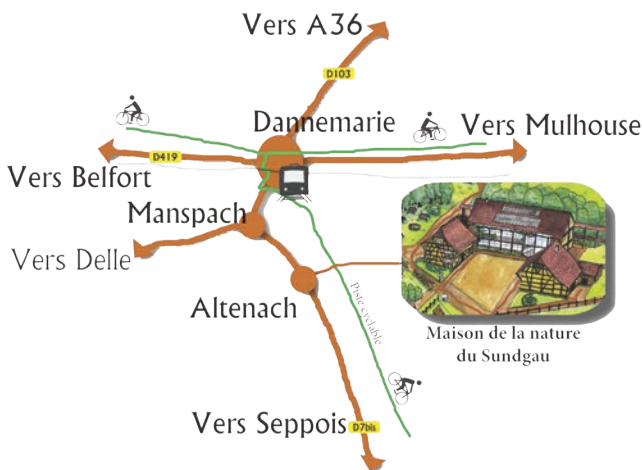 Vers A36
D103
Dannemarie
Vers Mulhouse
D419
Vers Belfort
Manspach
Vers Delle
Altenach
Piste cyclable
Maison de la nature
du Sundgau
Vers Seppois
D7bis